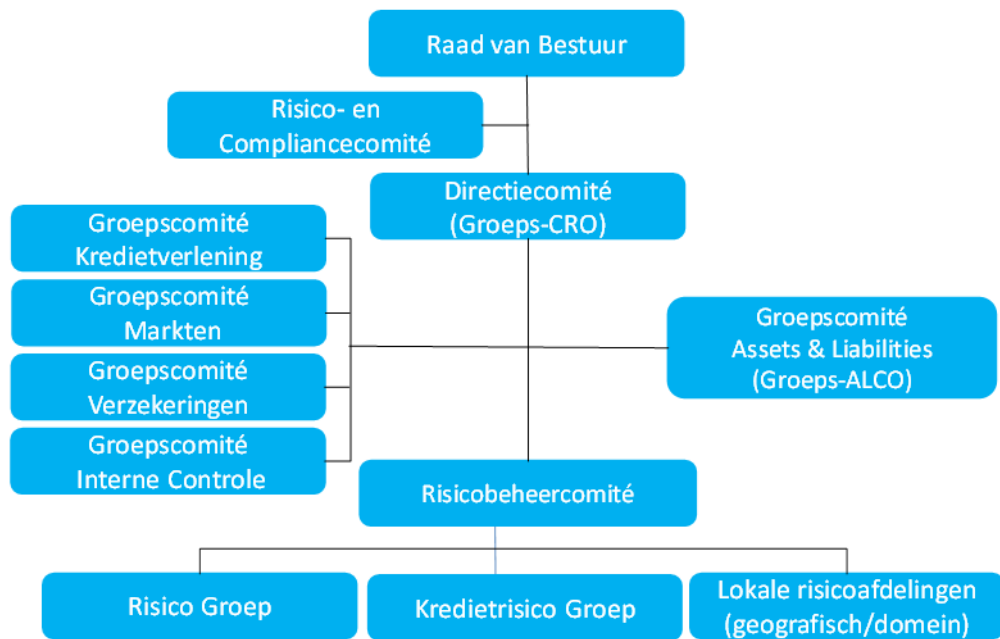 Raad van Bestuur
Risico- en
Compliancecomité
Directiecomité
(Groeps-CRO)
Groepscomité
Kredietverlening
Groepscomité
Markten
Groepscomité
Verzekeringen
Groepscomité
Interne Controle
Groepscomité
Assets & Liabilities
(Groeps-ALCO)
Risicobeheercomité
Risico Groep
Kredietrisico Groep
Lokale risicoafdelingen
(geografisch/domein)